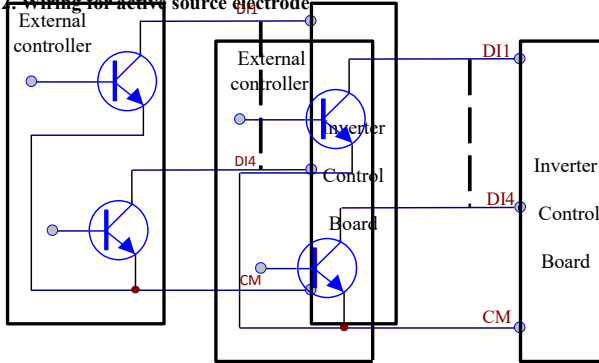 2. Wiring for active source electrode
External
controller
DI1
Inverter
Control
Board
DI4
CM
External
controller
DI1
DI4
CM
Inverter
Control
Board